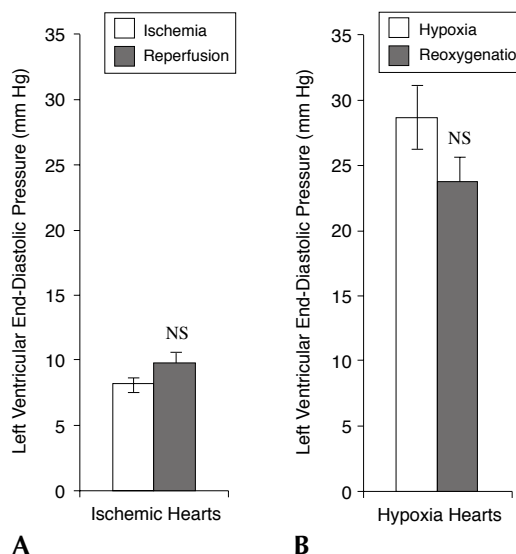 Left Ventricular End-Diastolic Pressure (mm Hg)
35
30
25
20
15
10
5
0
Ischemia
Reperfusion
NS
Ischemic Hearts
A
Left Ventricular End-Diastolic Pressure (mm Hg)
35
30
25
20
15
10
5
0
Hypoxia
Reoxygenatio
NS
Hypoxia Hearts
B